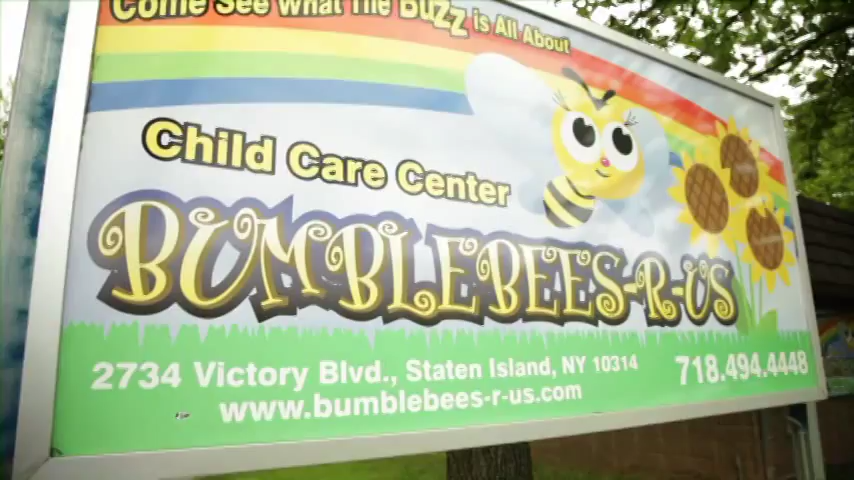 Come See What The Buzz is All About
Child Care Center
BUMBLEBEES-R-US
2734 Victory Blvd., Staten Island, NY 10314
718.494.4448
www.bumblebees-r-us.com